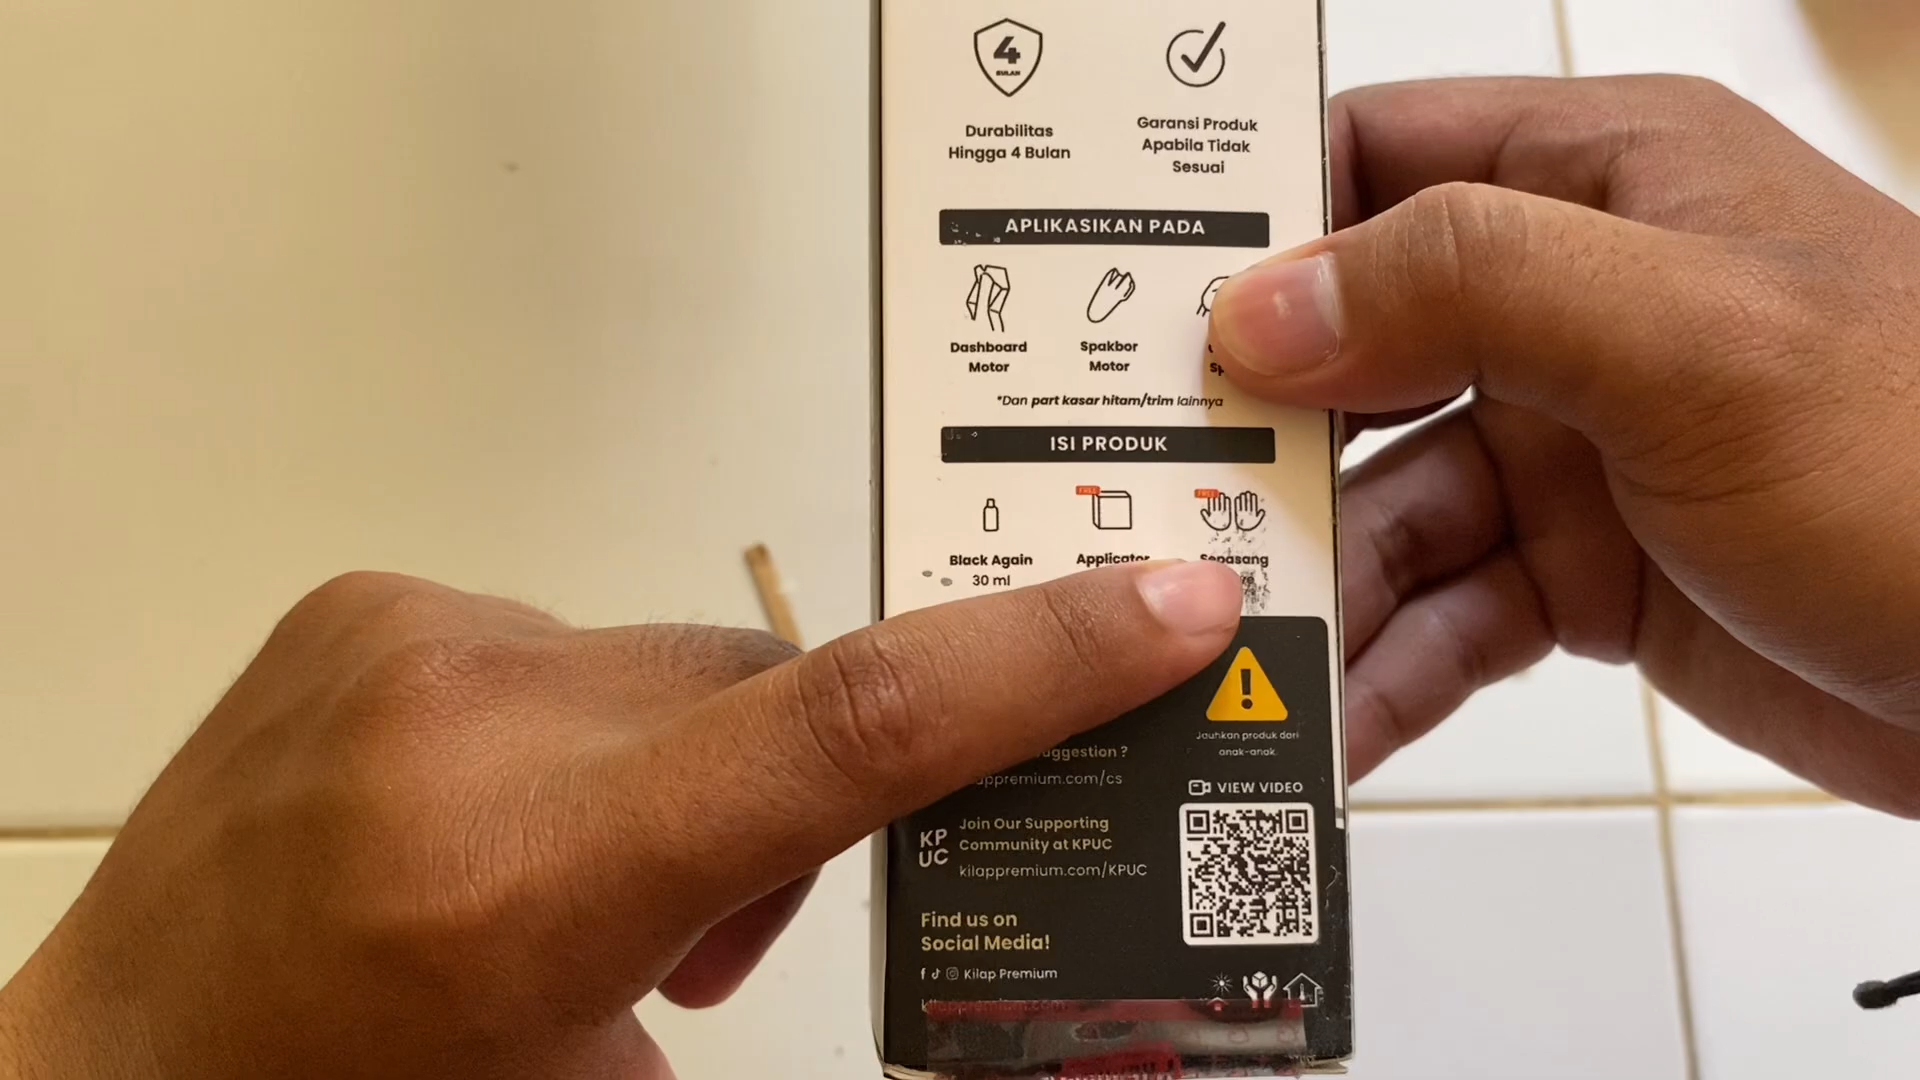 4
BULAN
Durabilitas
Hingga 4 Bulan
Garansi Produk
Apabila Tidak
Sesuai
APLIKASIKAN PADA
Dashboard
Motor
Spakbor
Motor
*Dan part kasar hitam/trim lainnya
ISI PRODUK
FREE
FREE
Black Again
30 ml
Applicator
Sepasang
Jauhkan produk dari
anak-anak.
VIEW VIDEO
KP
UC
Join Our Supporting
Community at KPUC
kilappremium.com/KPUC
Find us on
Social Media!
Kilap Premium
kilappremium.com